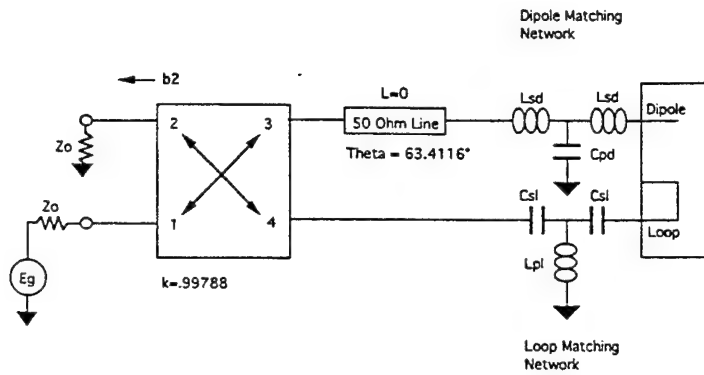 Dipole Matching
Network
b2
L=0
Lsd
Lsd
Dipole
50 Ohm Line
Theta = 63.4116°
Cpd
Zo
2
3
1
4
Zo
Csl
Csl
Loop
Lpl
Eg
k=.99788
Loop Matching
Network